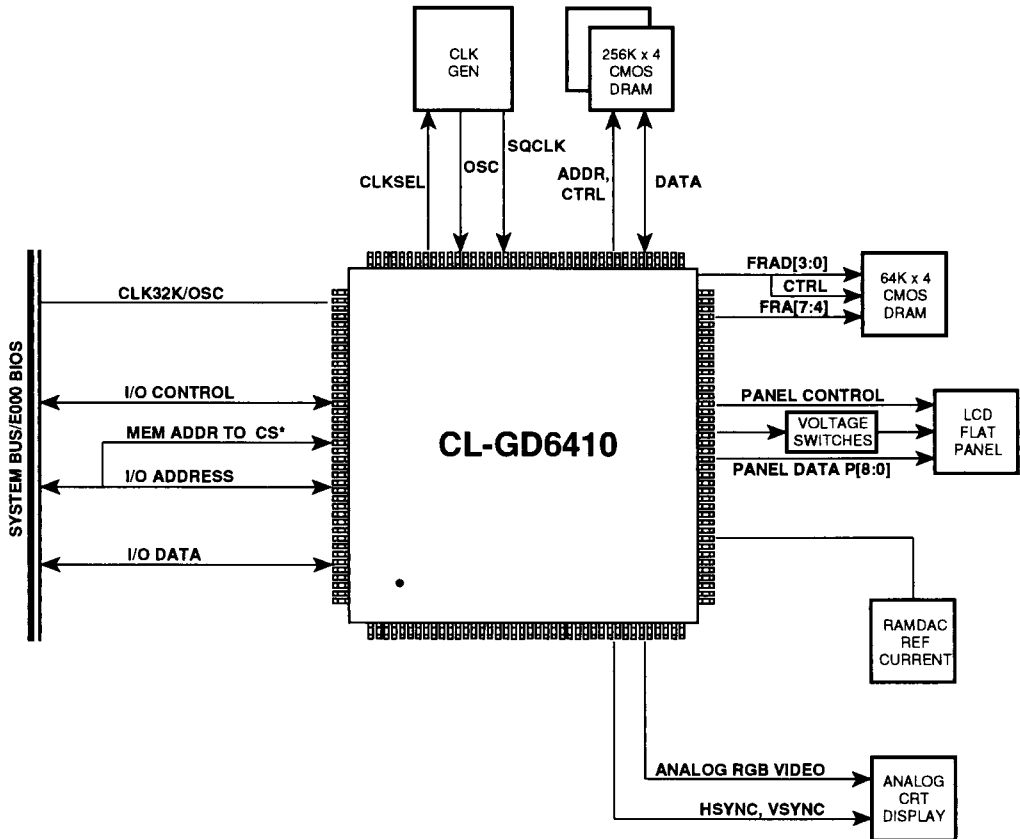 CLK
GEN
256K x 4
CMOS
DRAM
CLKSEL
OSC
SQCLK
ADDR,
CTRL
DATA
SYSTEM BUS/E000 BIOS
CLK32K/OSC
I/O CONTROL
MEM ADDR TO CS*
I/O ADDRESS
I/O DATA
CL-GD6410
FRAD[3:0]
CTRL
FRA[7:4]
64K x 4
CMOS
DRAM
PANEL CONTROL
VOLTAGE
SWITCHES
PANEL DATA P[8:0]
LCD
FLAT
PANEL
RAMDAC
REF
CURRENT
ANALOG RGB VIDEO
HSYNC, VSYNC
ANALOG
CRT
DISPLAY